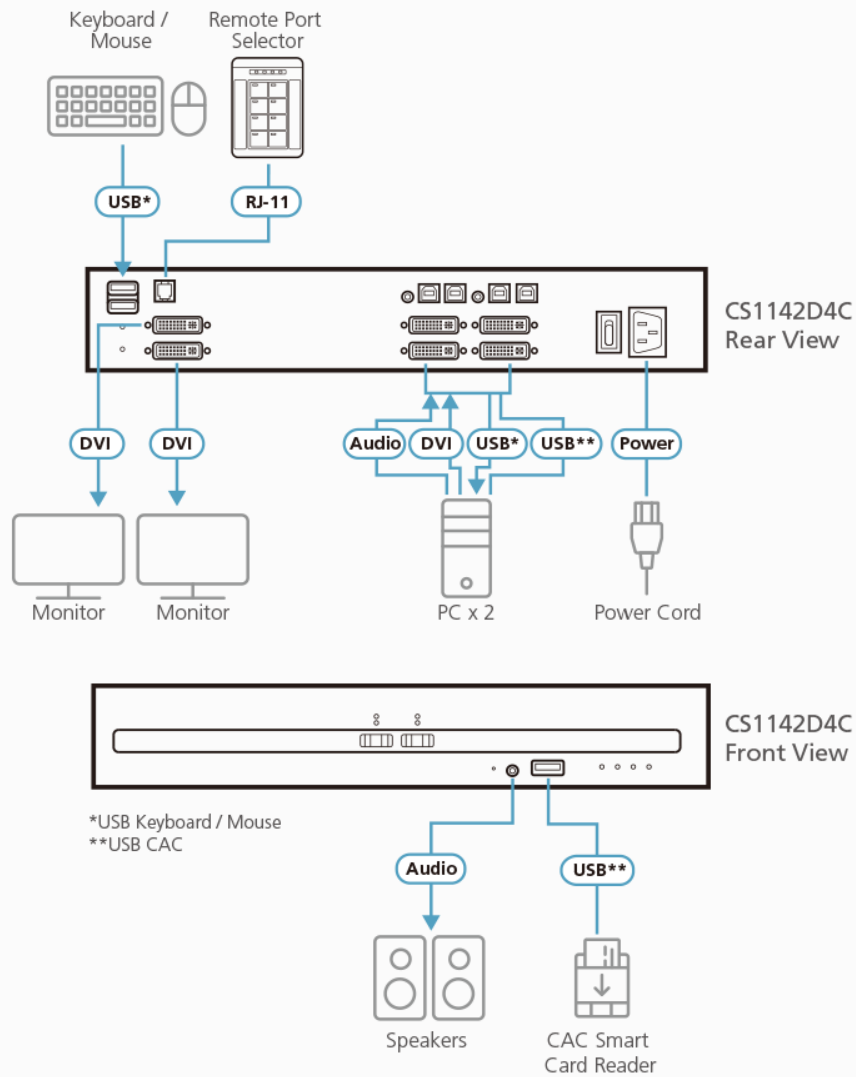 Keyboard /
Mouse
Remote Port
Selector
USB*
RJ-11
CS1142D4C
Rear View
DVI
DVI
Audio
DVI
USB*
USB**
Power
Monitor
Monitor
PC x 2
Power Cord
CS1142D4C
Front View
*USB Keyboard / Mouse
**USB CAC
Audio
USB**
Speakers
CAC Smart
Card Reader